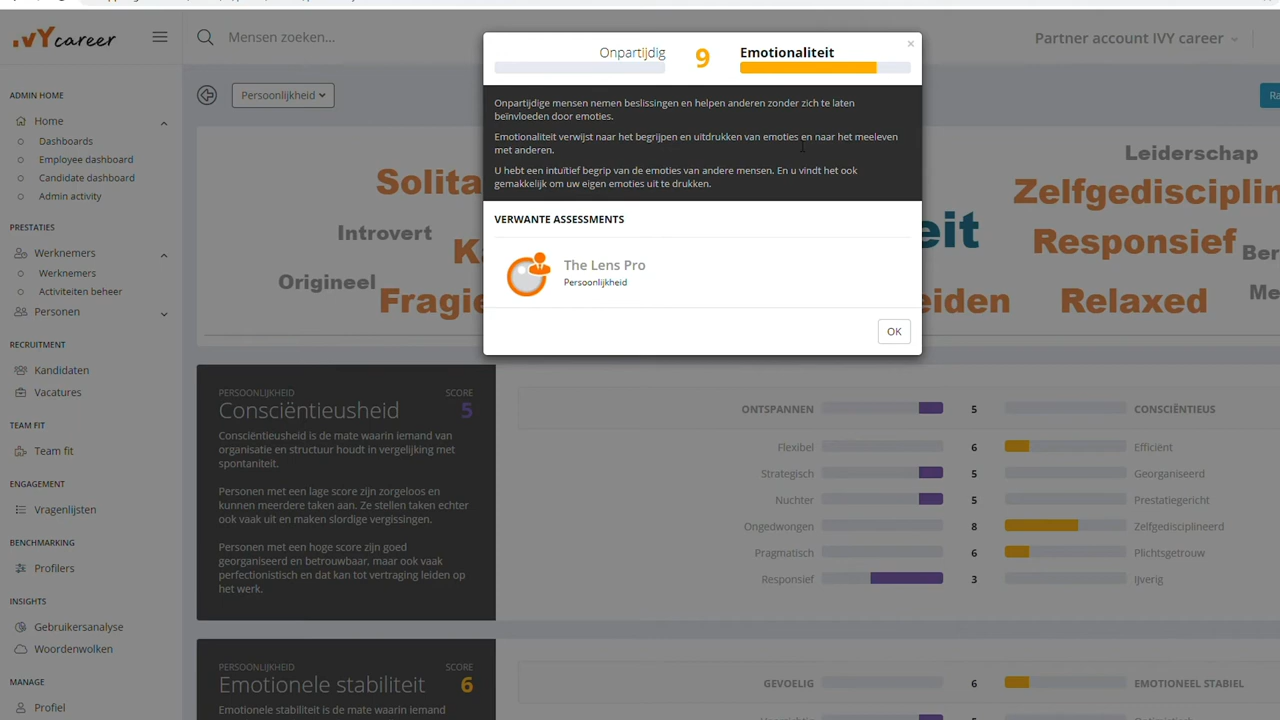 ivYcareer
Mensen zoeken...
Partner account IVY career
ADMIN HOME
Home
Dashboards
Employee dashboard
Candidate dashboard
Admin activity
PRESTATIES
Werknemers
Werknemers
Activiteiten beheer
Personen
RECRUITMENT
Kandidaten
Vacatures
TEAM FIT
Team fit
ENGAGEMENT
Vragenlijsten
BENCHMARKING
Profilers
INSIGHTS
Gebruikersanalyse
Woordenwolken
MANAGE
Profiel
Persoonlijkheid
Onpartijdig 9 Emotionaliteit ×
Onpartijdige mensen nemen beslissingen en helpen anderen zonder zich te laten
beïnvloeden door emoties.
Emotionaliteit verwijst naar het begrijpen en uitdrukken van emoties en naar het meeleven
met anderen.
U hebt een intuïtief begrip van de emoties van andere mensen. En u vindt het ook
gemakkelijk om uw eigen emoties uit te drukken.
VERWANTE ASSESSMENTS
The Lens Pro
Persoonlijkheid
OK
Solita
Introvert
Origineel
Fragie
Leiderschap
Zelfgedisciplin
eit
Responsief
Ber
eiden
Relaxed
Me
PERSOONLIJKHEID SCORE
Consciëntieusheid 5
Consciëntieusheid is de mate waarin iemand van
organisatie en structuur houdt in vergelijking met
spontaniteit.
Personen met een lage score zijn zorgeloos en
kunnen meerdere taken aan. Ze stellen taken echter
ook vaak uit en maken slordige vergissingen.
Personen met een hoge score zijn goed
georganiseerd en betrouwbaar, maar ook vaak
perfectionistisch en dat kan tot vertraging leiden op
het werk.
ONTSPANNEN 5 CONSCIËNTIEUS
Flexibel 6 Efficient
Strategisch 5 Georganiseerd
Nuchter 5 Prestatiegericht
Ongedwongen 8 Zelfgedisciplineerd
Pragmatisch 6 Plichtsgetrouw
Responsief 3 IJverig
PERSOONLIJKHEID SCORE
Emotionele stabiliteit 6
Emotionele stabiliteit is de mate waarin iemand
GEVOELIG 6 EMOTIONEEL STABIEL